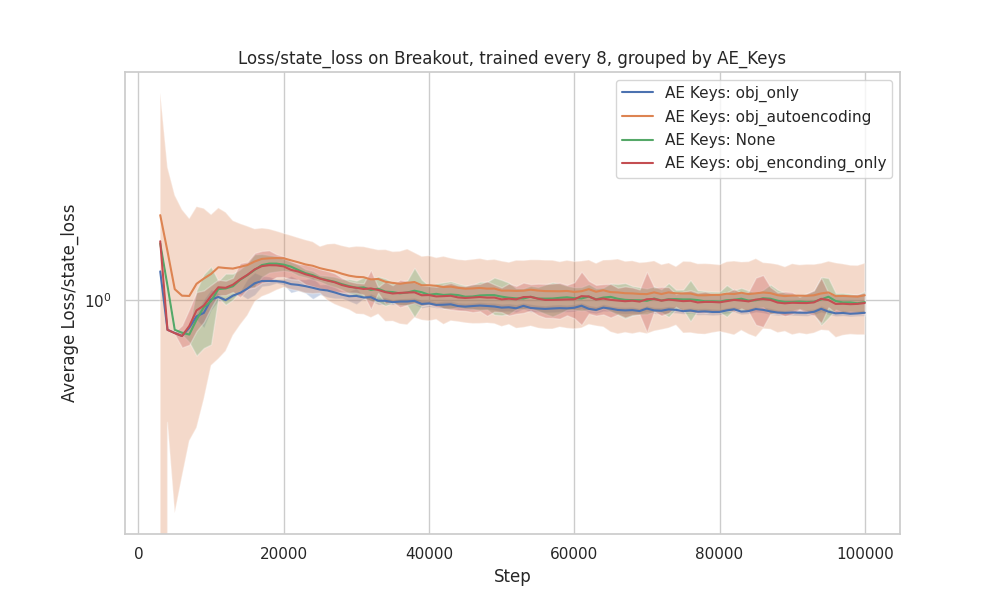 Loss/state_loss on Breakout, trained every 8, grouped by AE_Keys
AE Keys: obj_only
AE Keys: obj_autoencoding
AE Keys: None
AE Keys: obj_enconding_only
Average Loss/state_loss
10⁰
0 20000 40000 60000 80000 100000
Step